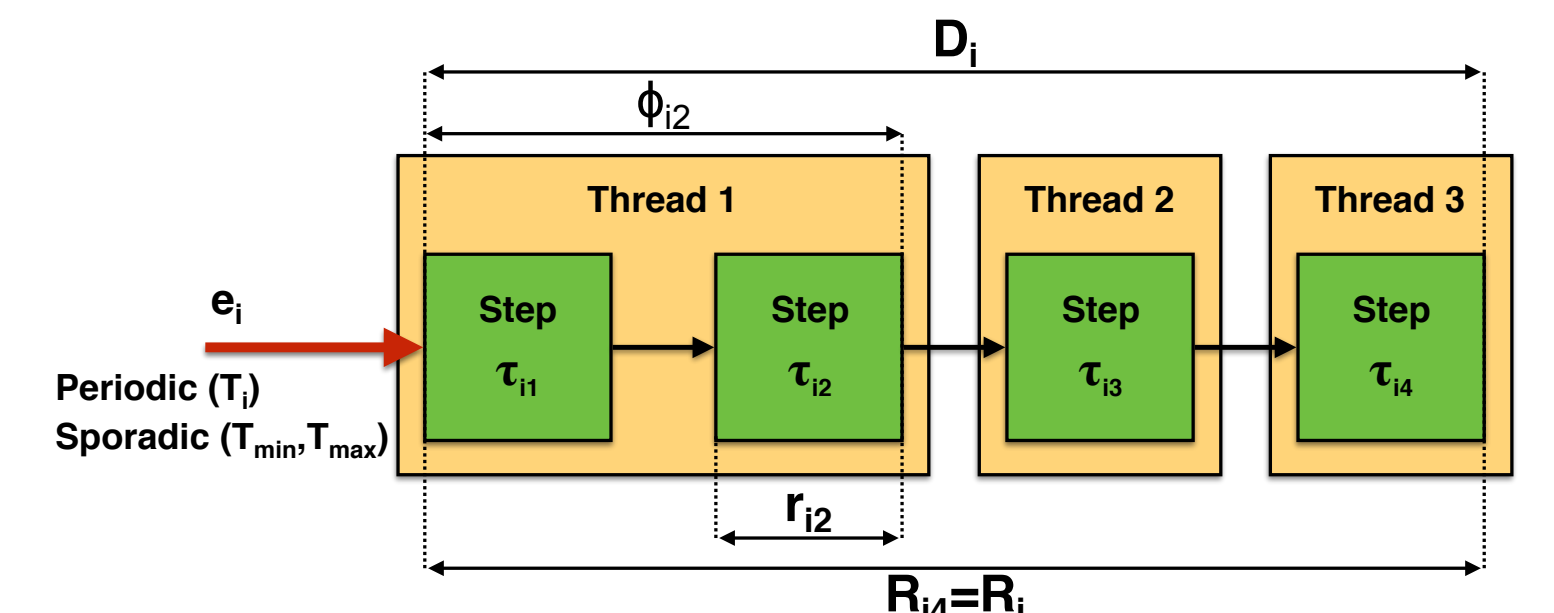 Dᵢ
ϕᵢ₂
Thread 1
Thread 2
Thread 3
eᵢ
Step
τᵢ₁
Step
τᵢ₂
Step
τᵢ₃
Step
τᵢ₄
Periodic (Tᵢ)
Sporadic (Tmin,Tmax)
rᵢ₂
Rᵢ₄=Rᵢ